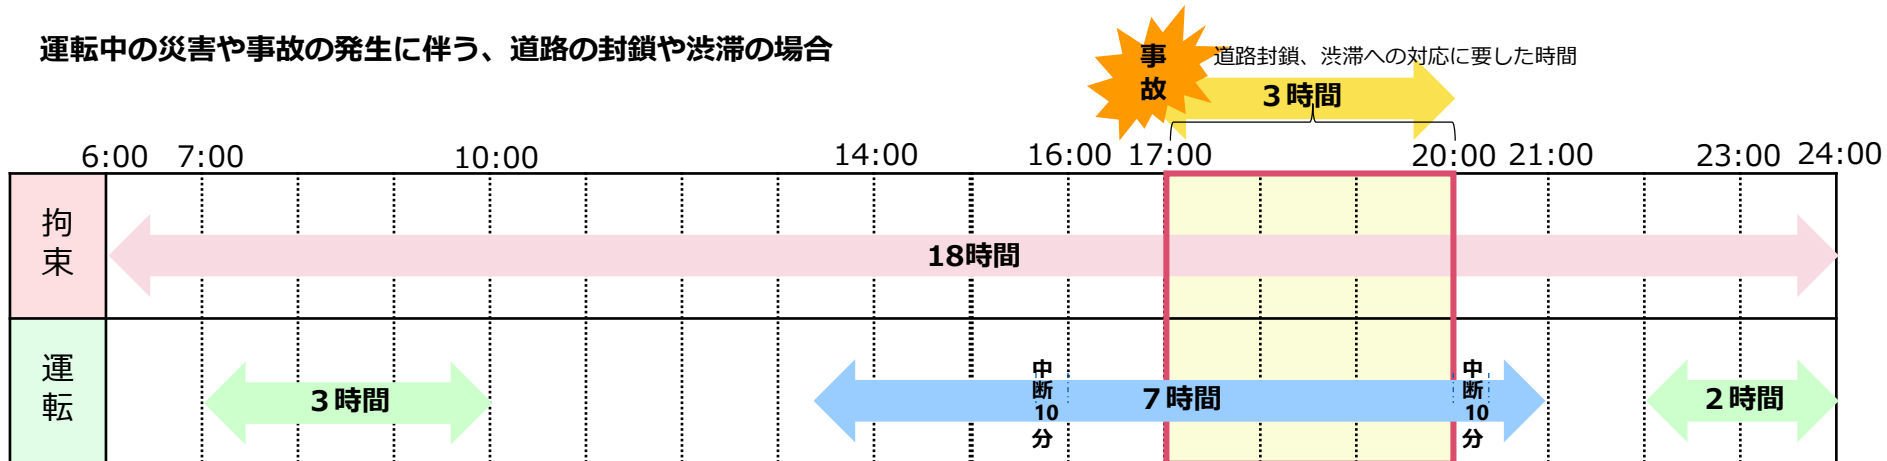 運転中の災害や事故の発生に伴う、道路の封鎖や渋滞の場合
事
故
道路封鎖、渋滞への対応に要した時間
３時間
6:00 7:00 10:00 14:00 16:00 17:00 20:00 21:00 23:00 24:00
拘
束
18時間
運
転
３時間
中
断
10
分
７時間
中
断
10
分
２時間